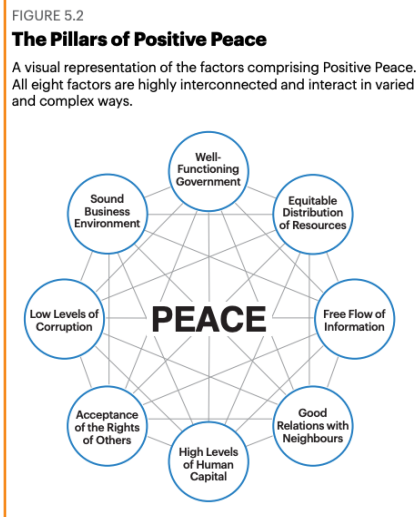 FIGURE 5.2
The Pillars of Positive Peace
A visual representation of the factors comprising Positive Peace.
All eight factors are highly interconnected and interact in varied
and complex ways.
Well-
Functioning
Government
Sound
Business
Environment
Equitable
Distribution
of Resources
Low Levels of
Corruption
PEACE
Free Flow of
Information
Acceptance
of the Rights
of Others
Good
Relations with
Neighbours
High Levels
of Human
Capital